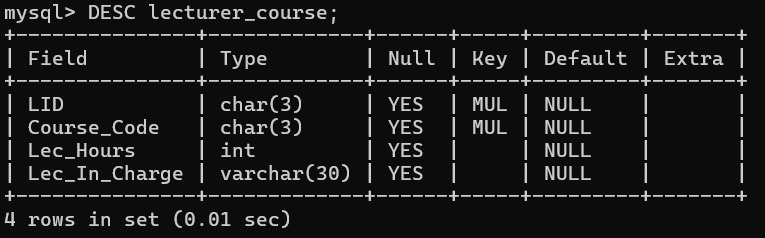 mysql> DESC lecturer_course;
+---------------+-------------+------+-----+---------+-------+
| Field         | Type        | Null | Key | Default | Extra |
+---------------+-------------+------+-----+---------+-------+
| LID           | char(3)     | YES  | MUL | NULL    |       |
| Course_Code   | char(3)     | YES  | MUL | NULL    |       |
| Lec_Hours     | int         | YES  |     | NULL    |       |
| Lec_In_Charge | varchar(30) | YES  |     | NULL    |       |
+---------------+-------------+------+-----+---------+-------+
4 rows in set (0.01 sec)